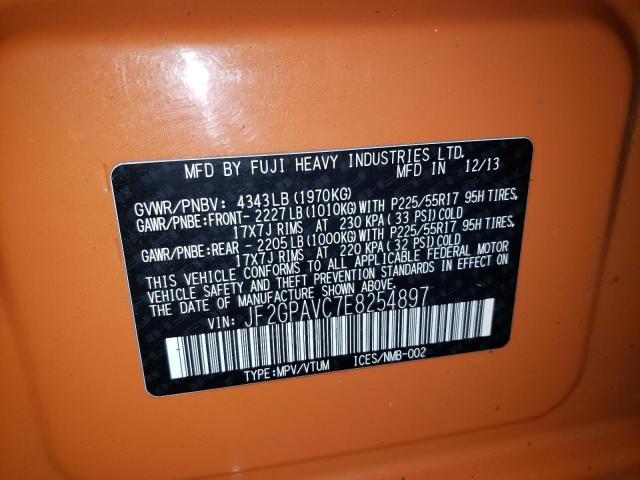 MFD BY FUJI HEAVY INDUSTRIES LTD.
MFD IN 12/13
GVWR/PNBV: 4343LB(1970KG)
GAWR/PNBE:FRONT- 2227LB(1010KG)WITH P225/55R17 95H TIRES,
17X7J RIMS AT 230 KPA(33 PSI)COLD
GAWR/PNBE:REAR - 2205LB(1000KG)WITH P225/55R17 95H TIRES,
17X7J RIMS AT 220 KPA(32 PSI)COLD
THIS VEHICLE CONFORMS TO ALL APPLICABLE FEDERAL MOTOR
VEHICLE SAFETY AND THEFT PREVENTION STANDARDS IN EFFECT ON
THE DATE OF MANUFACTURE SHOWN ABOVE.
VIN: JF2GPAVC7E8254897
TYPE:MPV/VTUM ICES/NMB-002